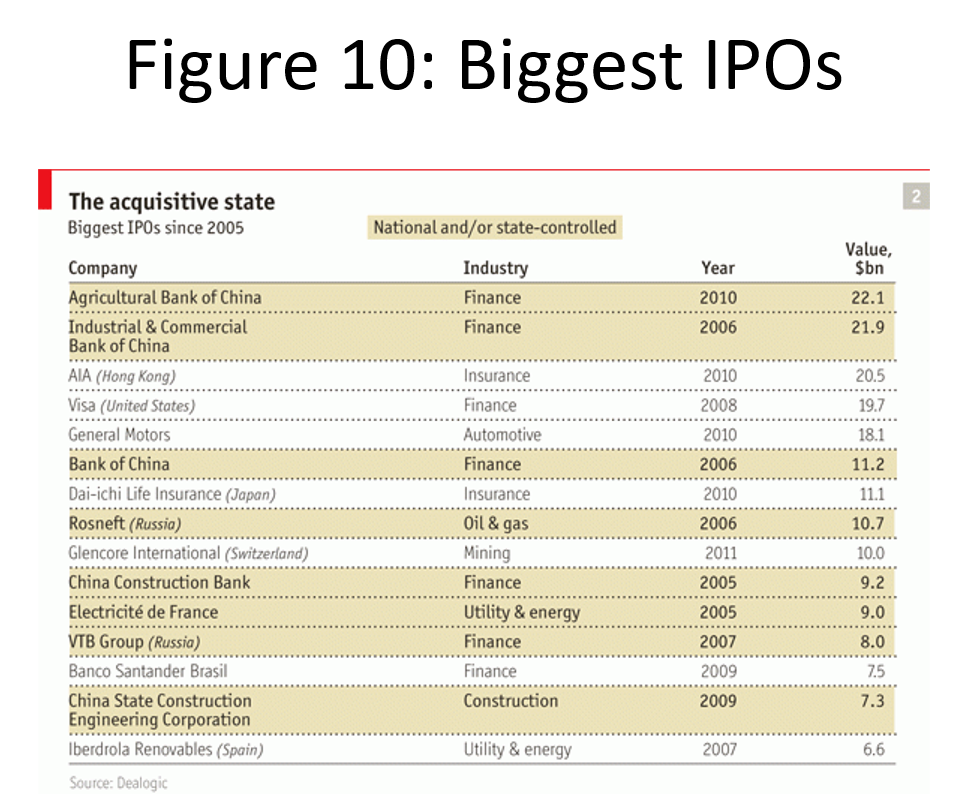 Figure 10: Biggest IPOs
The acquisitive state
2
Biggest IPOs since 2005
National and/or state-controlled
Company Industry Year Value, $bn
Agricultural Bank of China Finance 2010 22.1
Industrial & Commercial Finance 2006 21.9
Bank of China
AIA (Hong Kong) Insurance 2010 20.5
Visa (United States) Finance 2008 19.7
General Motors Automotive 2010 18.1
Bank of China Finance 2006 11.2
Dai-ichi Life Insurance (Japan) Insurance 2010 11.1
Rosneft (Russia) Oil & gas 2006 10.7
Glencore International (Switzerland) Mining 2011 10.0
China Construction Bank Finance 2005 9.2
Electricité de France Utility & energy 2005 9.0
VTB Group (Russia) Finance 2007 8.0
Banco Santander Brasil Finance 2009 7.5
China State Construction Construction 2009 7.3
Engineering Corporation
Iberdrola Renovables (Spain) Utility & energy 2007 6.6
Source: Dealogic